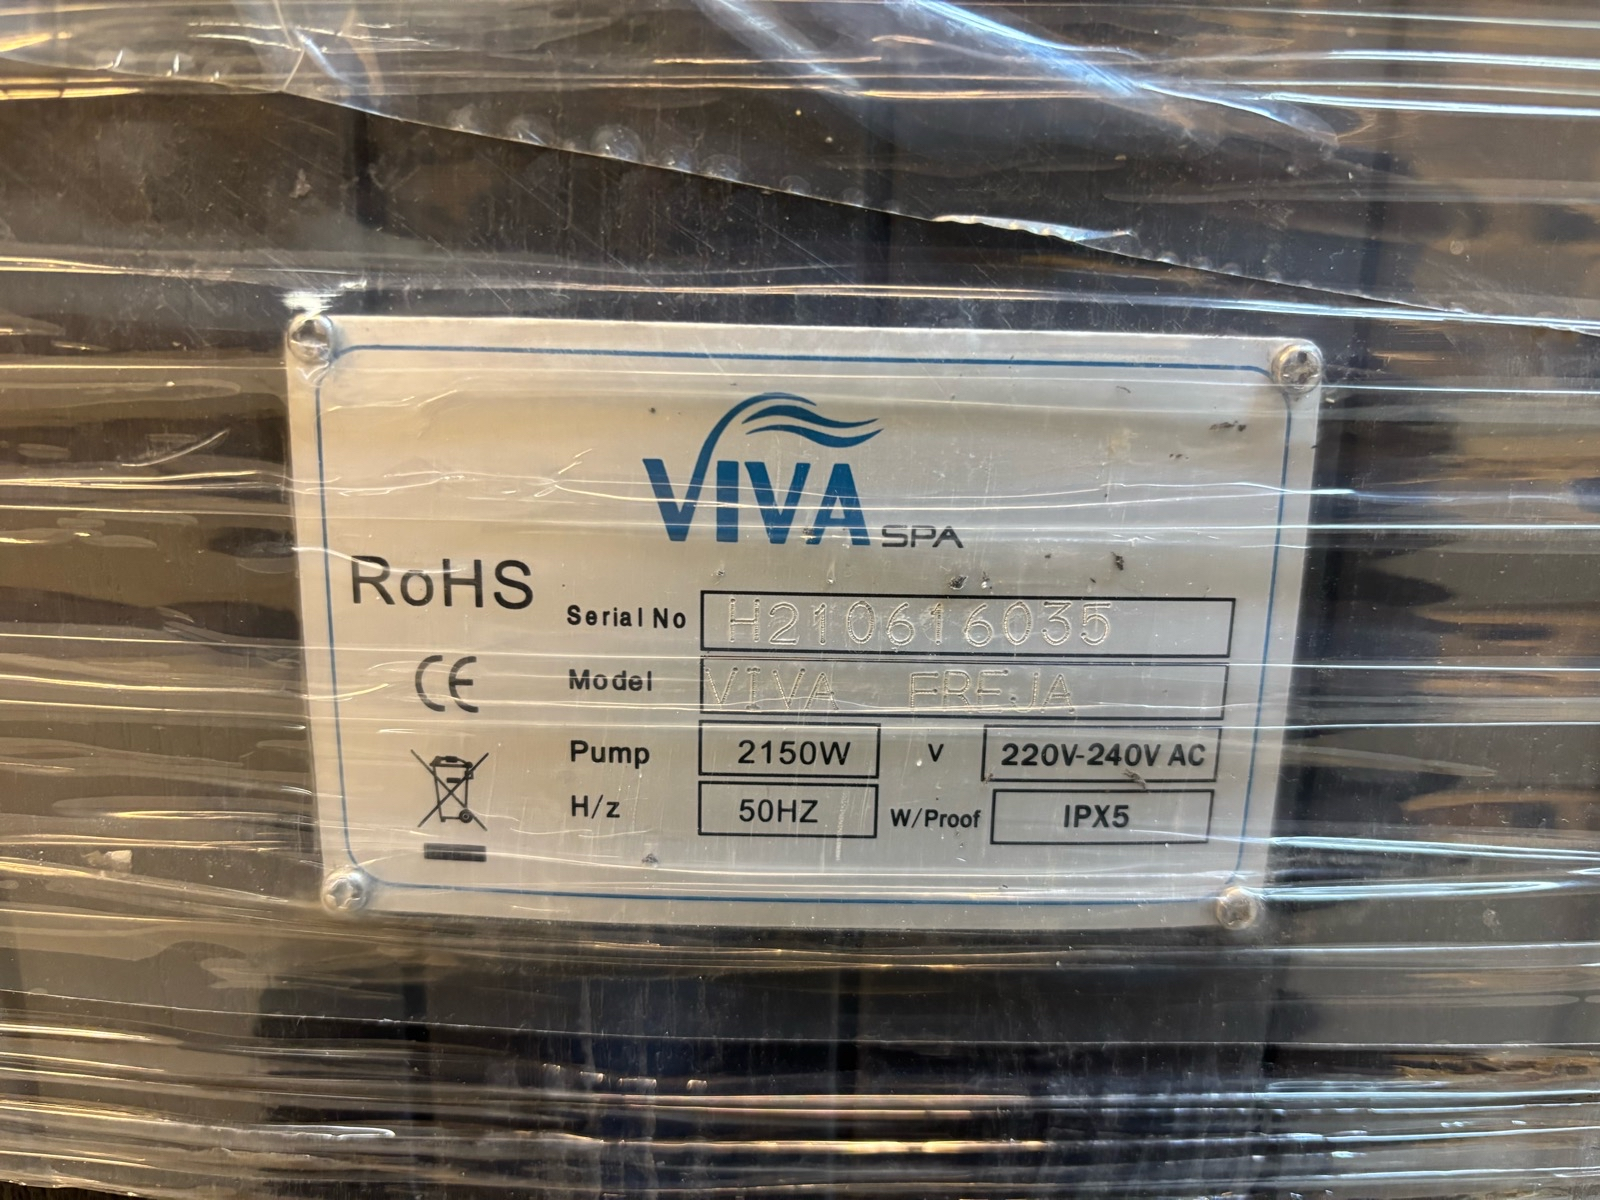 VIVA SPA
RoHS
Serial No H210616035
CE
Model VIVA FREJA
Pump 2150W V 220V-240V AC
H/z 50HZ W/Proof IPX5